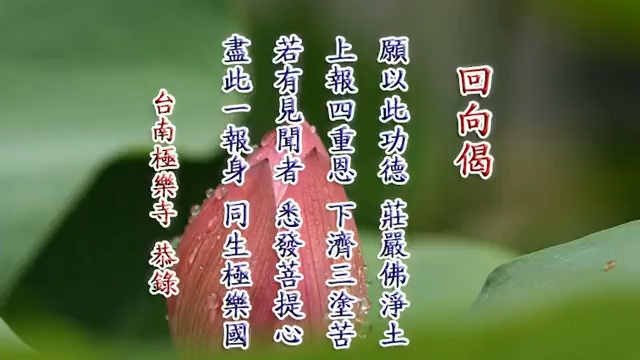 回向偈
願以此功德 莊嚴佛淨土
上報四重恩 下濟三塗苦
若有見聞者 悉發菩提心
盡此一報身 同生極樂國
台南極樂寺 恭錄